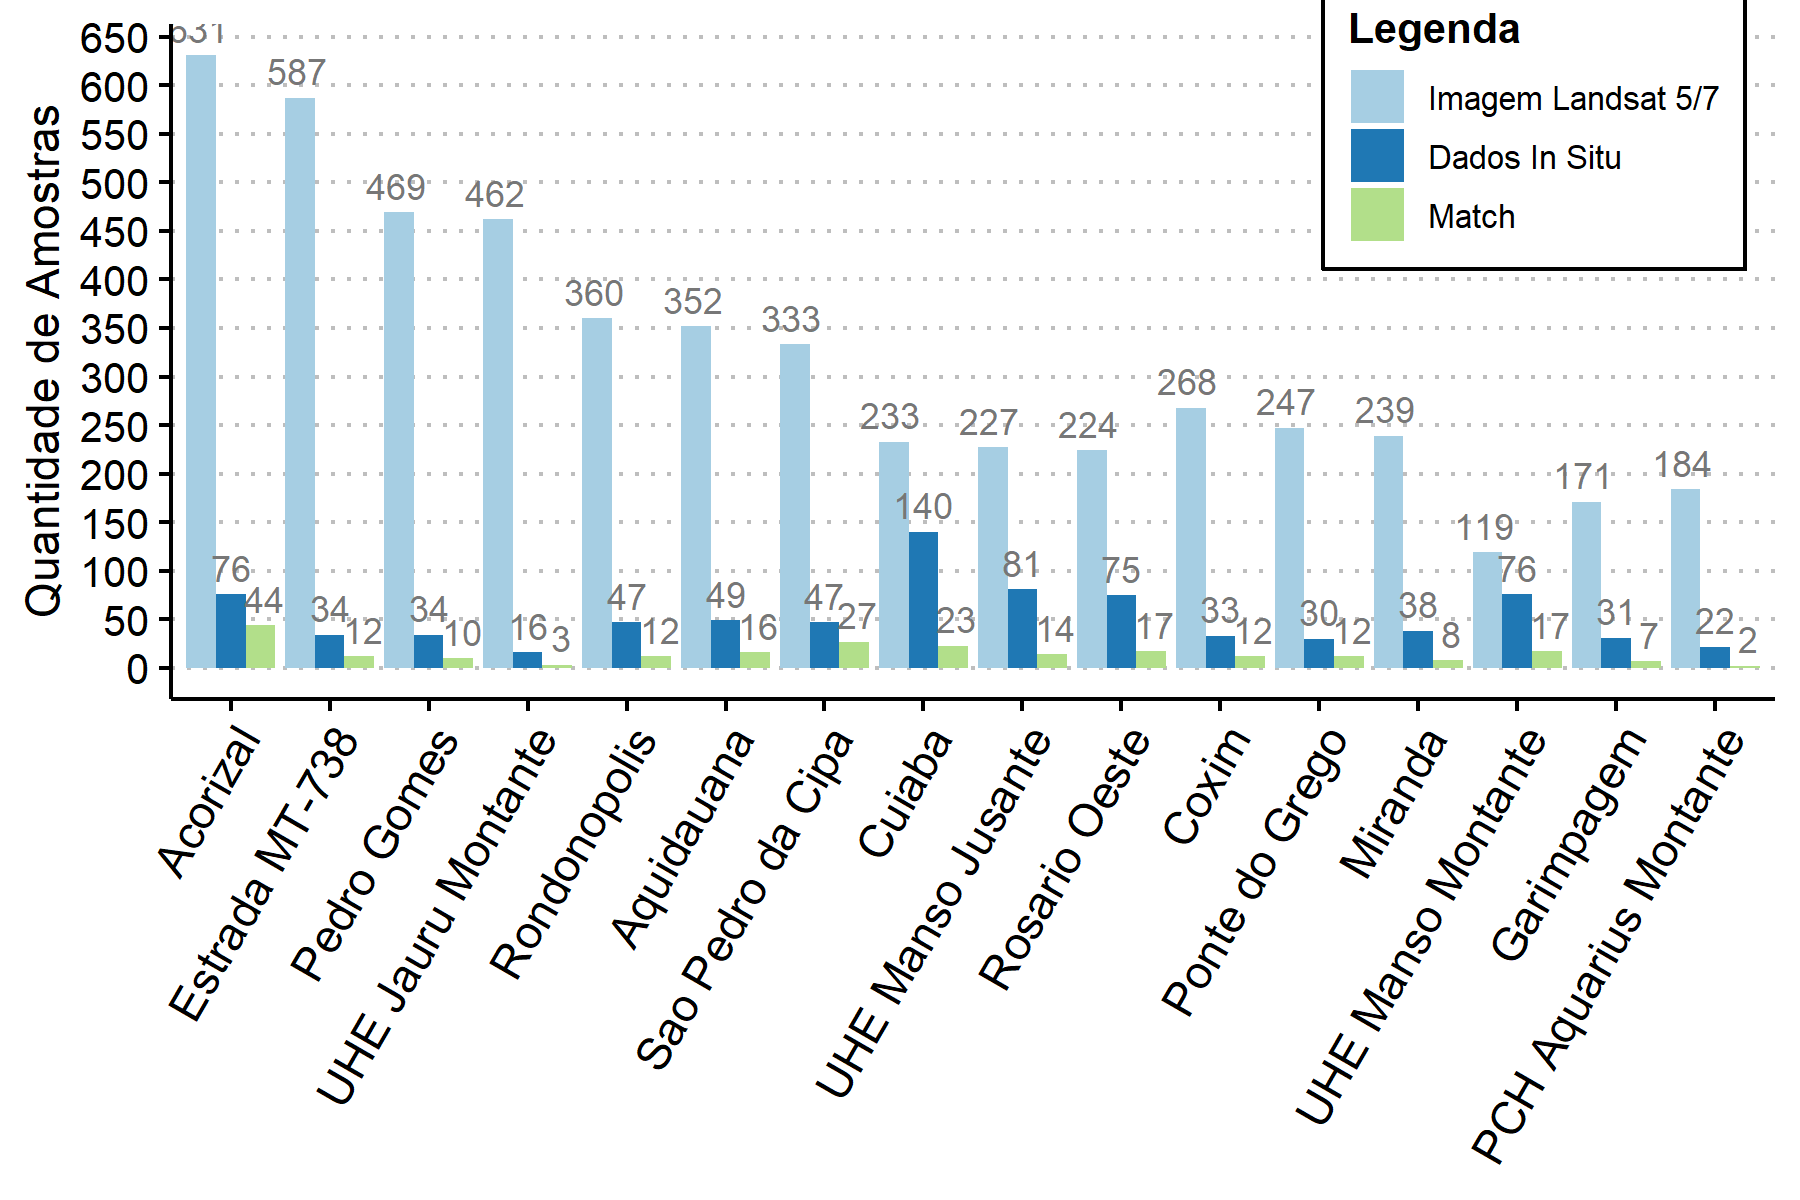 Quantidade de Amostras
650
600
550
500
450
400
350
300
250
200
150
100
50
0
631
76
44
587
34
12
469
34
10
462
16
3
360
47
12
352
49
16
333
47
27
233
140
23
227
81
14
224
75
17
268
33
12
247
30
12
239
38
8
119
76
17
171
31
7
184
22
2
Legenda
Imagem Landsat 5/7
Dados In Situ
Match
Acorizal
Estrada MT-738
Pedro Gomes
UHE Jauru Montante
Rondonopolis
Aquidauana
Sao Pedro da Cipa
Cuiaba
UHE Manso Jusante
Rosario Oeste
Coxim
Ponte do Grego
Miranda
UHE Manso Montante
Garimpagem
PCH Aquarius Montante